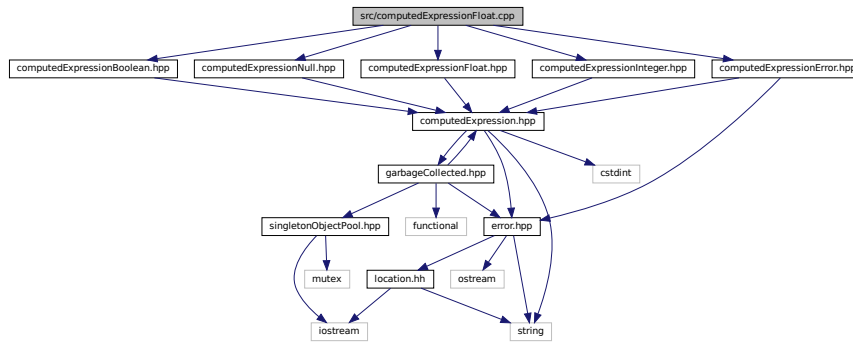 src/computedExpressionFloat.cpp
computedExpressionBoolean.hpp
computedExpressionNull.hpp
computedExpressionFloat.hpp
computedExpressionInteger.hpp
computedExpressionError.hpp
computedExpression.hpp
garbageCollected.hpp
cstdint
singletonObjectPool.hpp
functional
error.hpp
mutex
location.hh
ostream
iostream
string